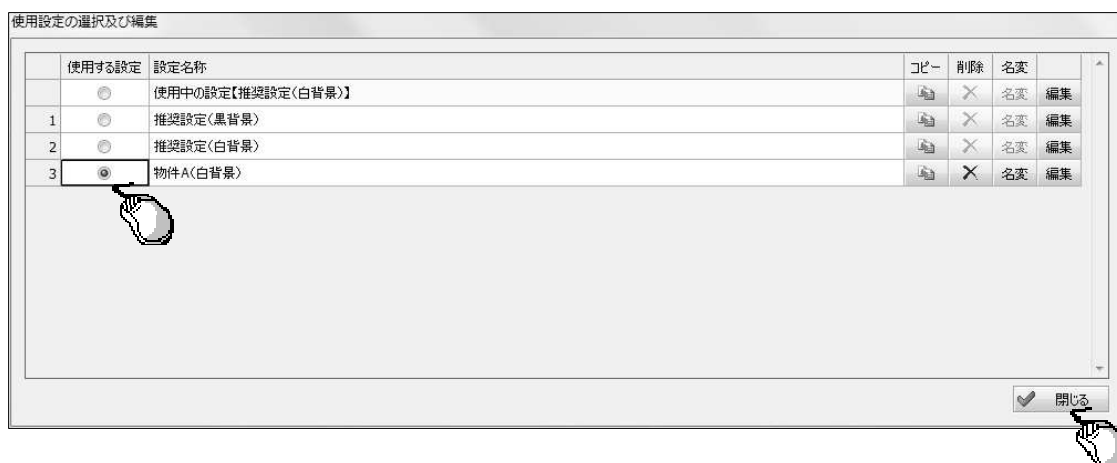 使用設定の選択及び編集
使用する設定 設定名称 コピー 削除 名変
使用中の設定【推奨設定(白背景)】 名変 編集
1 推奨設定(黒背景) 名変 編集
2 推奨設定(白背景) 名変 編集
3 物件A(白背景) 名変 編集
閉じる